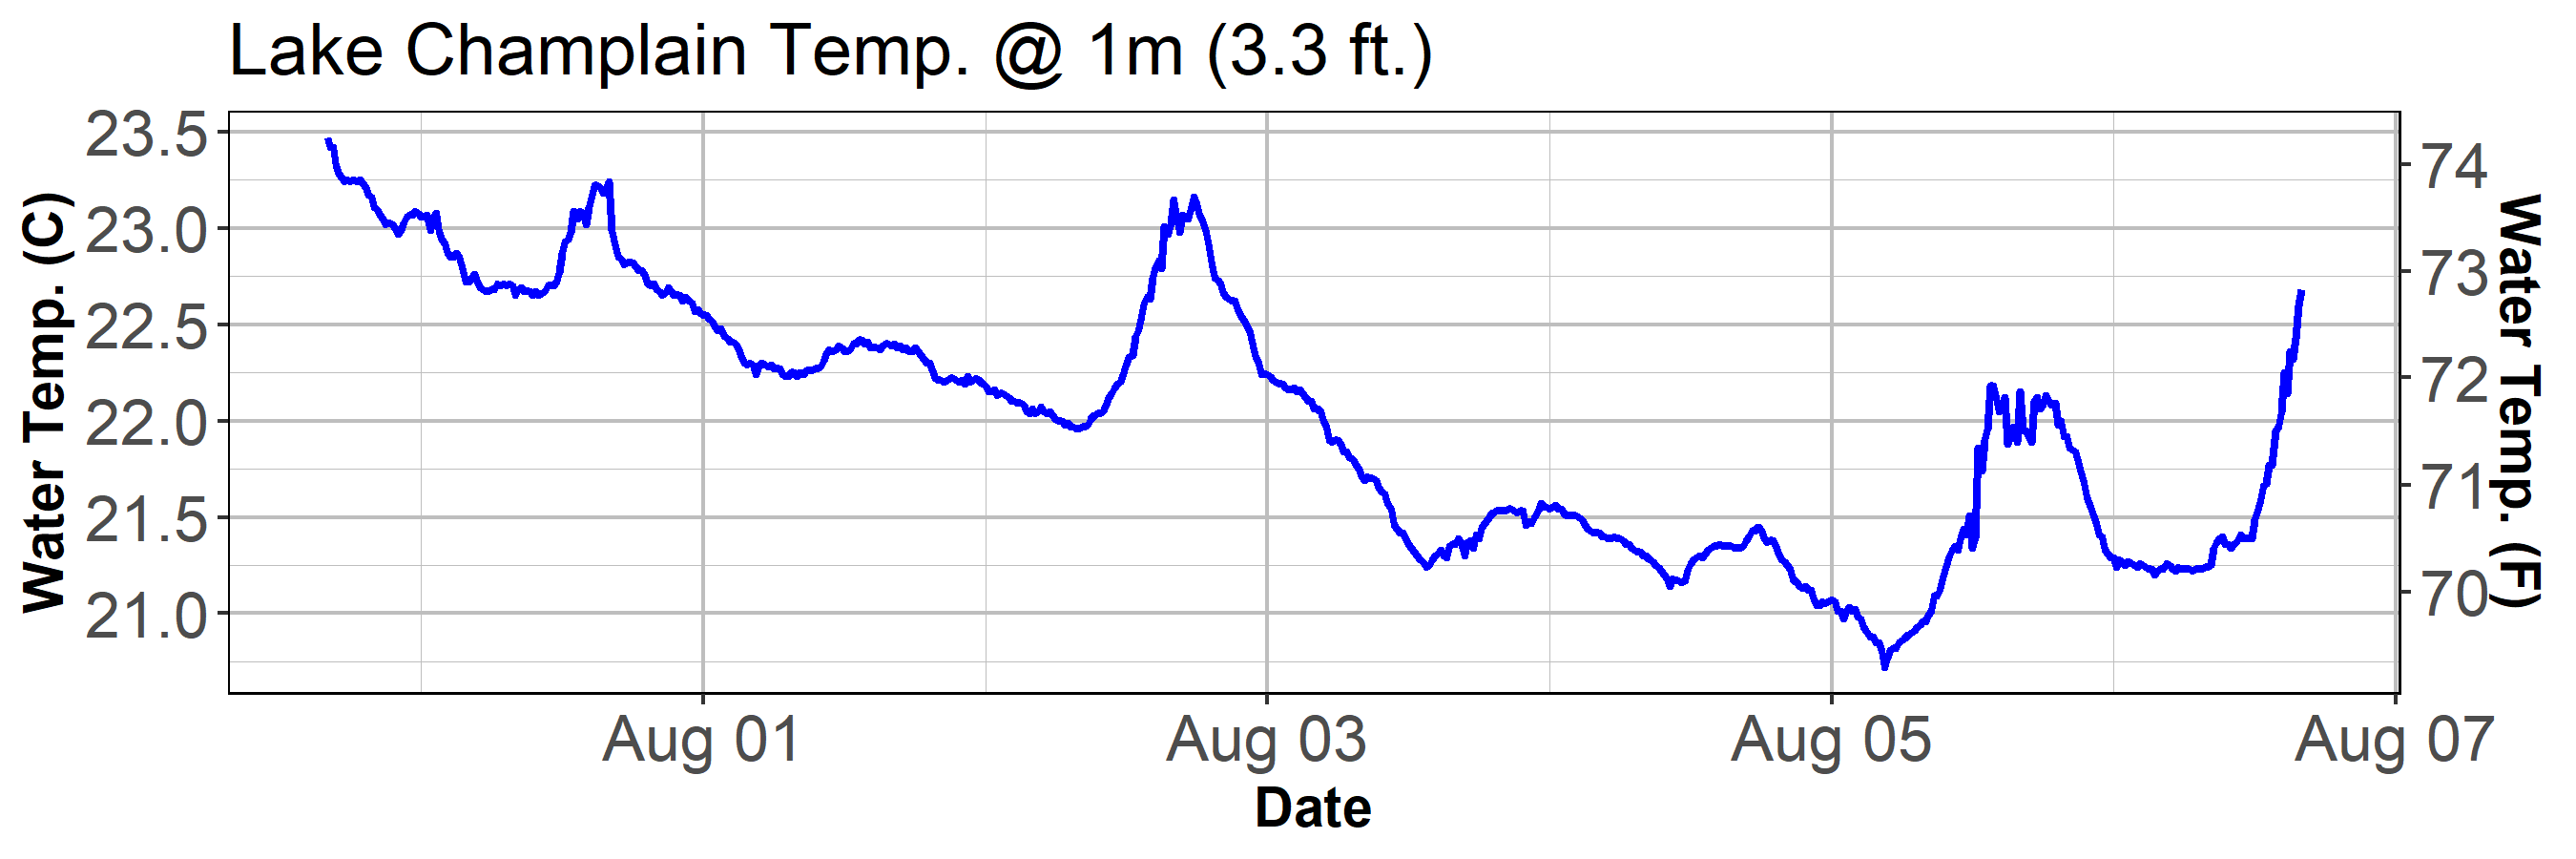 Lake Champlain Temp. @ 1m (3.3 ft.)
Water Temp. (C)
23.5
23.0
22.5
22.0
21.5
21.0
74
73
72
71
70
Water Temp. (F)
Aug 01
Aug 03
Aug 05
Aug 07
Date